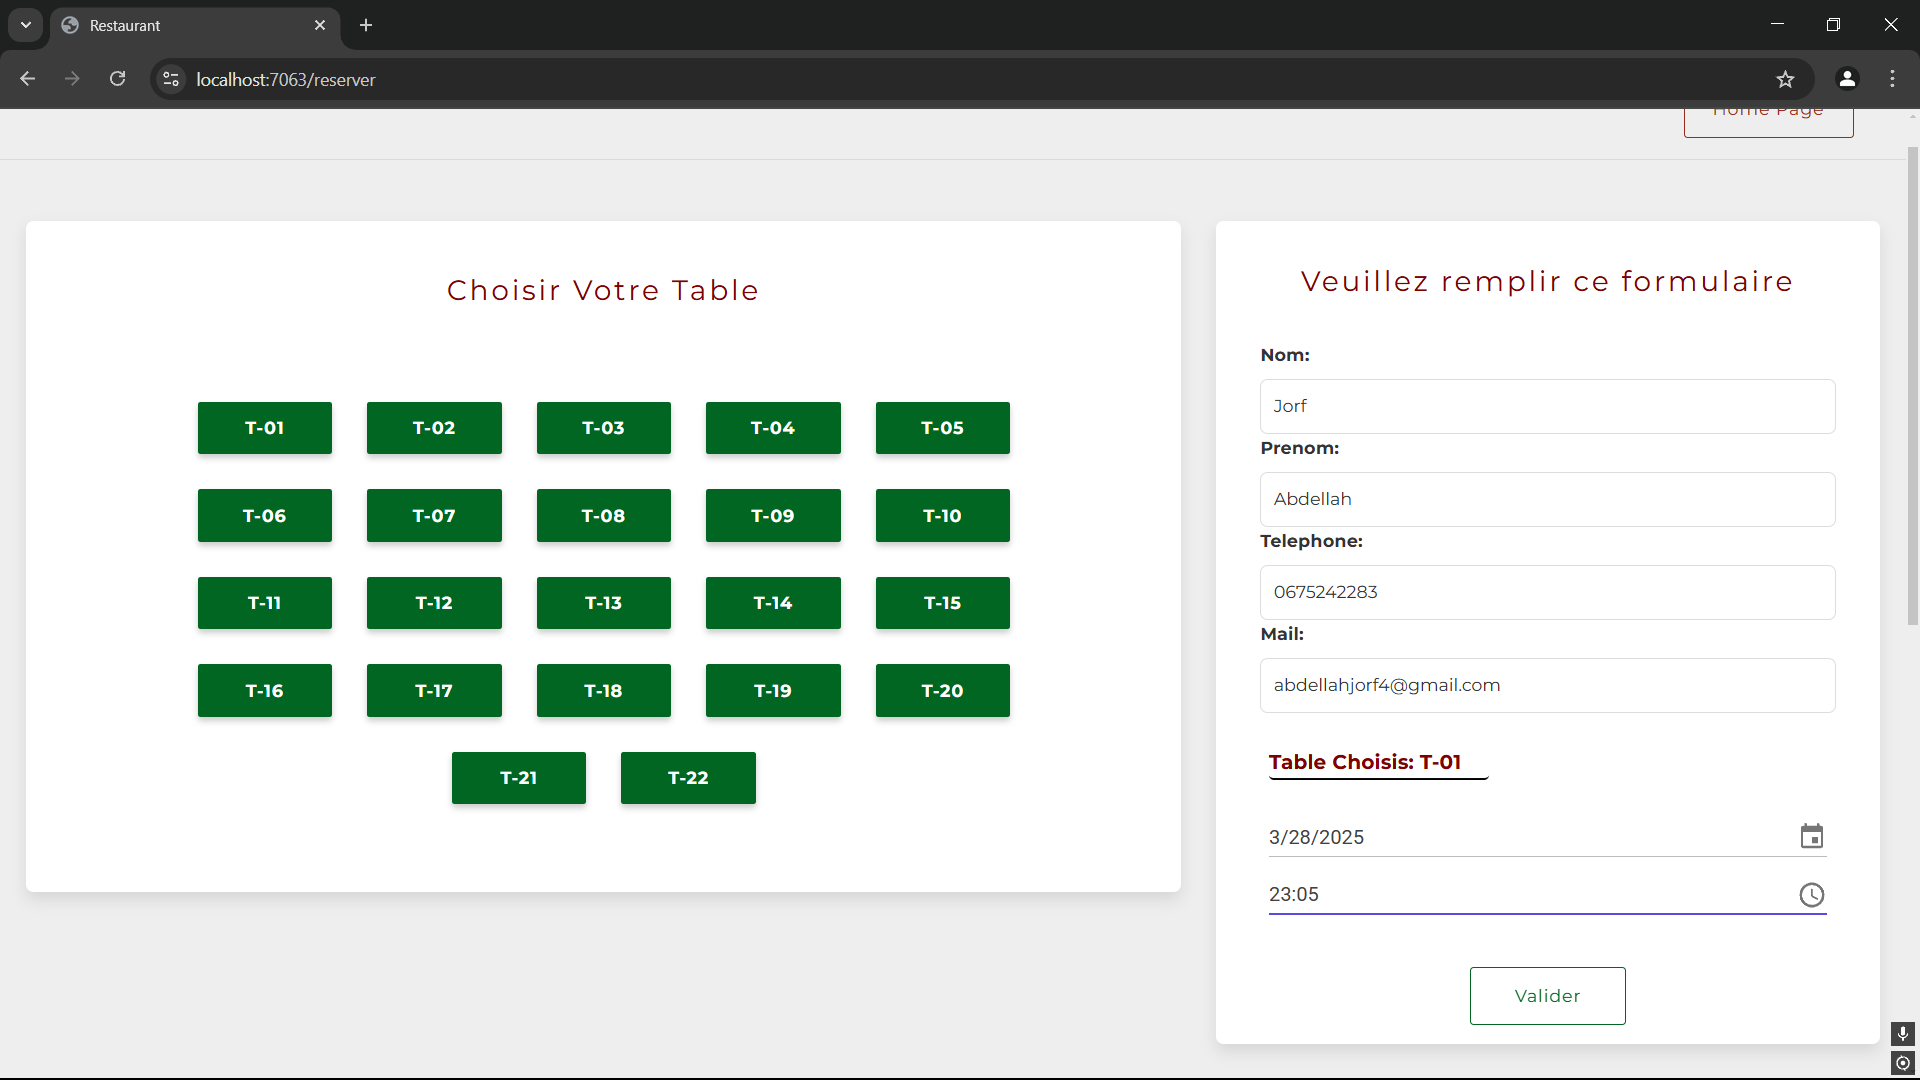 Restaurant
localhost:7063/reserver
Home Page
Choisir Votre Table
T-01 T-02 T-03 T-04 T-05
T-06 T-07 T-08 T-09 T-10
T-11 T-12 T-13 T-14 T-15
T-16 T-17 T-18 T-19 T-20
T-21 T-22
Veuillez remplir ce formulaire
Nom:
Jorf
Prenom:
Abdellah
Telephone:
0675242283
Mail:
abdellahjorf4@gmail.com
Table Choisis: T-01
3/28/2025
23:05
Valider